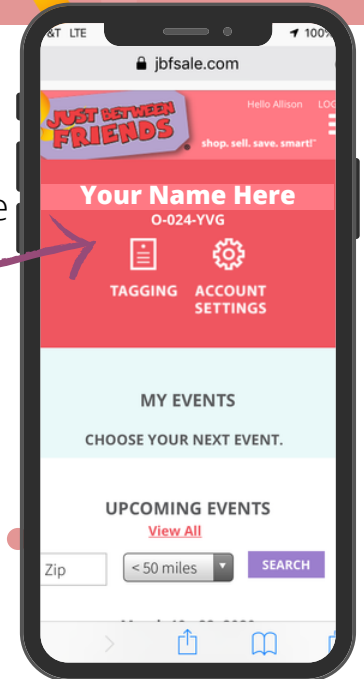 &T LTE 100%
jbfsale.com
Hello Allison LOG
JUST BETWEEN
FRIENDS
shop. sell. save. smart!™
e
Your Name Here
O-024-YVG
TAGGING ACCOUNT
SETTINGS
MY EVENTS
CHOOSE YOUR NEXT EVENT.
UPCOMING EVENTS
View All
Zip < 50 miles SEARCH